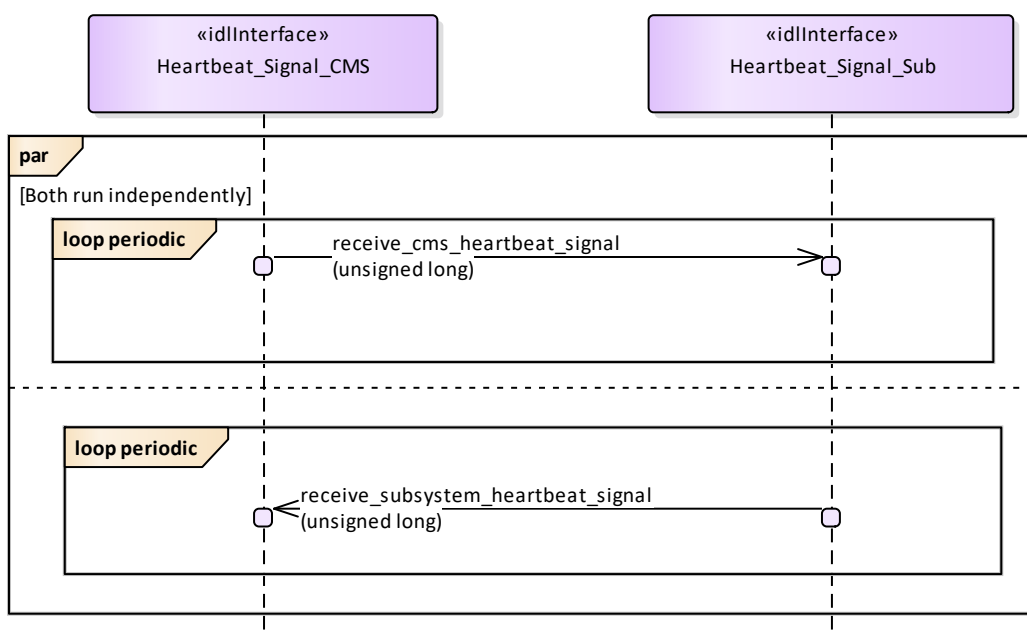 «idlInterface»
Heartbeat_Signal_CMS
«idlInterface»
Heartbeat_Signal_Sub
par
[Both run independently]
loop periodic
receive_cms_heartbeat_signal
(unsigned long)
loop periodic
receive_subsystem_heartbeat_signal
(unsigned long)